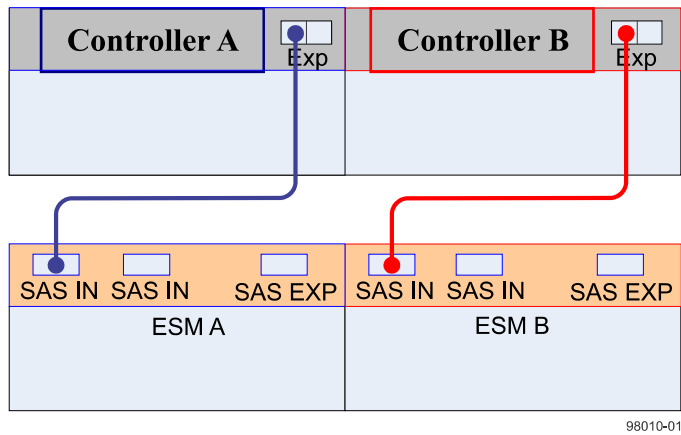 Controller A
Exp
Controller B
Exp
SAS IN SAS IN SAS EXP
SAS IN SAS IN SAS EXP
ESM A
ESM B
98010-01